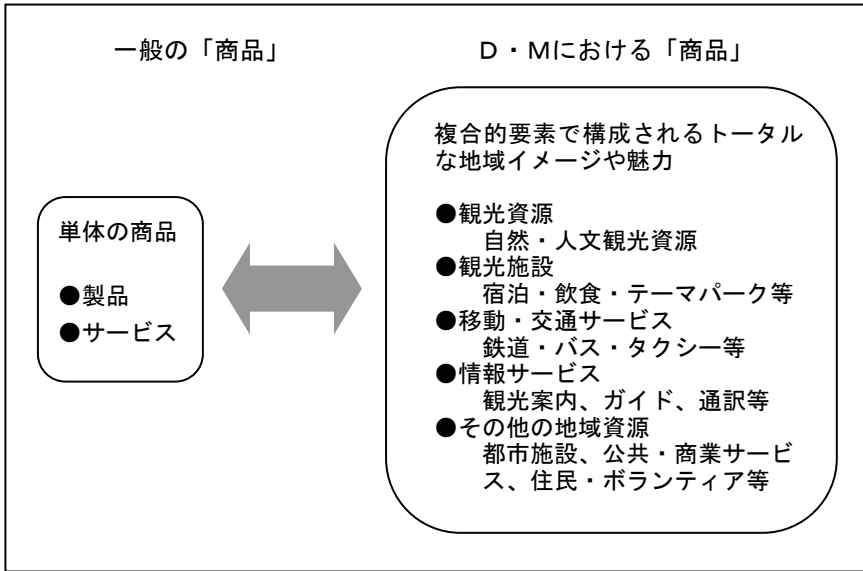 一般の「商品」
D・Mにおける「商品」
単体の商品
●製品
●サービス
複合的要素で構成されるトータル
な地域イメージや魅力
●観光資源
自然・人文観光資源
●観光施設
宿泊・飲食・テーマパーク等
●移動・交通サービス
鉄道・バス・タクシー等
●情報サービス
観光案内、ガイド、通訳等
●その他の地域資源
都市施設、公共・商業サービ
ス、住民・ボランティア等